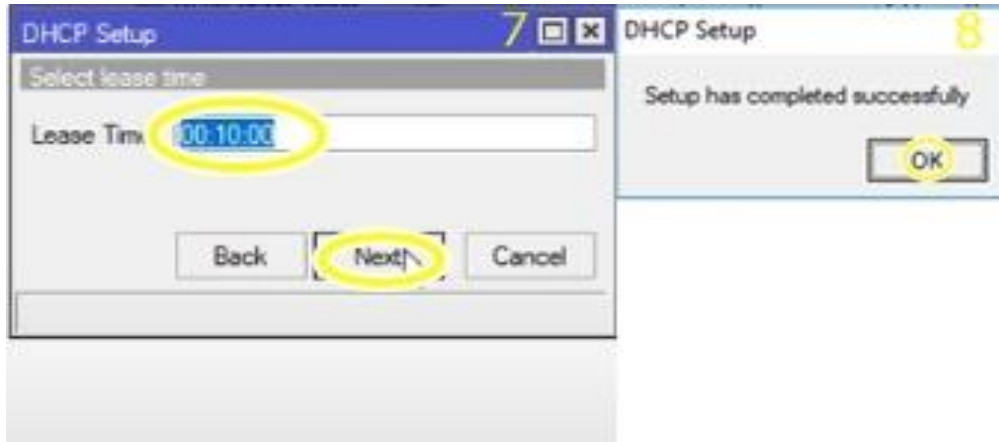 DHCP Setup 7
Select lease time
Lease Time 00:10:00
Back Next Cancel
DHCP Setup 8
Setup has completed successfully
OK